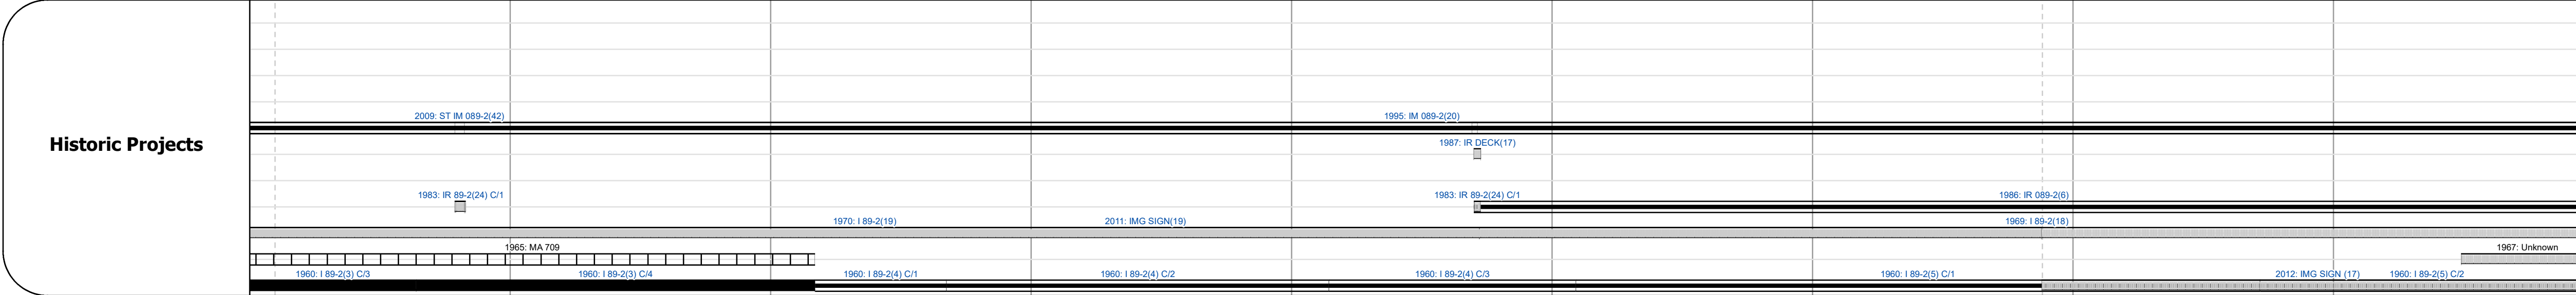 Historic Projects
2009: ST IM 089-2(42) 1995: IM 089-2(20)
1987: IR DECK(17)
1983: IR 89-2(24) C/1 1983: IR 89-2(24) C/1 1986: IR 089-2(6)
1970: I 89-2(19) 2011: IMG SIGN(19) 1969: I 89-2(18)
1965: MA 709 1967: Unknown
1960: I 89-2(3) C/3 1960: I 89-2(3) C/4 1960: I 89-2(4) C/1 1960: I 89-2(4) C/2 1960: I 89-2(4) C/3 1960: I 89-2(5) C/1 2012: IMG SIGN (17) 1960: I 89-2(5) C/2